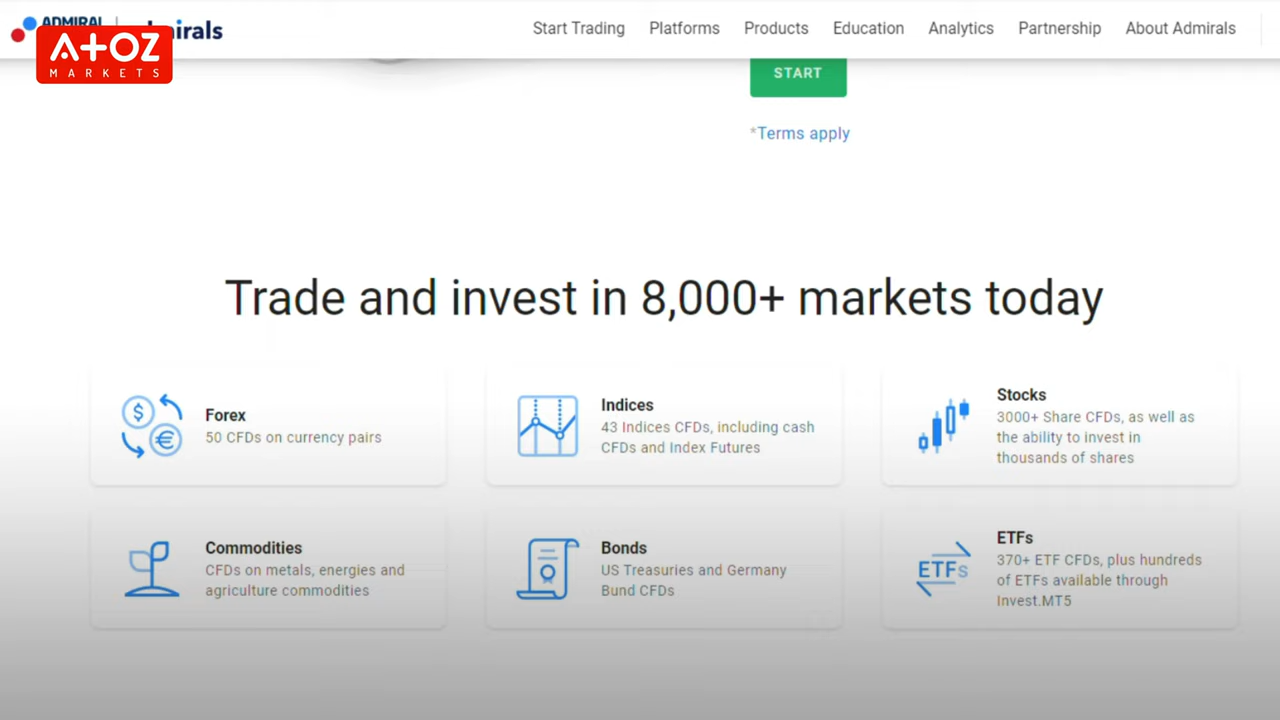 ADMIRAL
A+OZ
MARKETS
Start Trading
Platforms
Products
Education
Analytics
Partnership
About Admirals
START
*Terms apply
Trade and invest in 8,000+ markets today
Forex
50 CFDs on currency pairs
Indices
43 Indices CFDs, including cash
CFDs and Index Futures
Stocks
3000+ Share CFDs, as well as
the ability to invest in
thousands of shares
Commodities
CFDs on metals, energies and
agriculture commodities
Bonds
US Treasuries and Germany
Bund CFDs
ETFs
ETFs
370+ ETF CFDs, plus hundreds
of ETFs available through
Invest.MT5